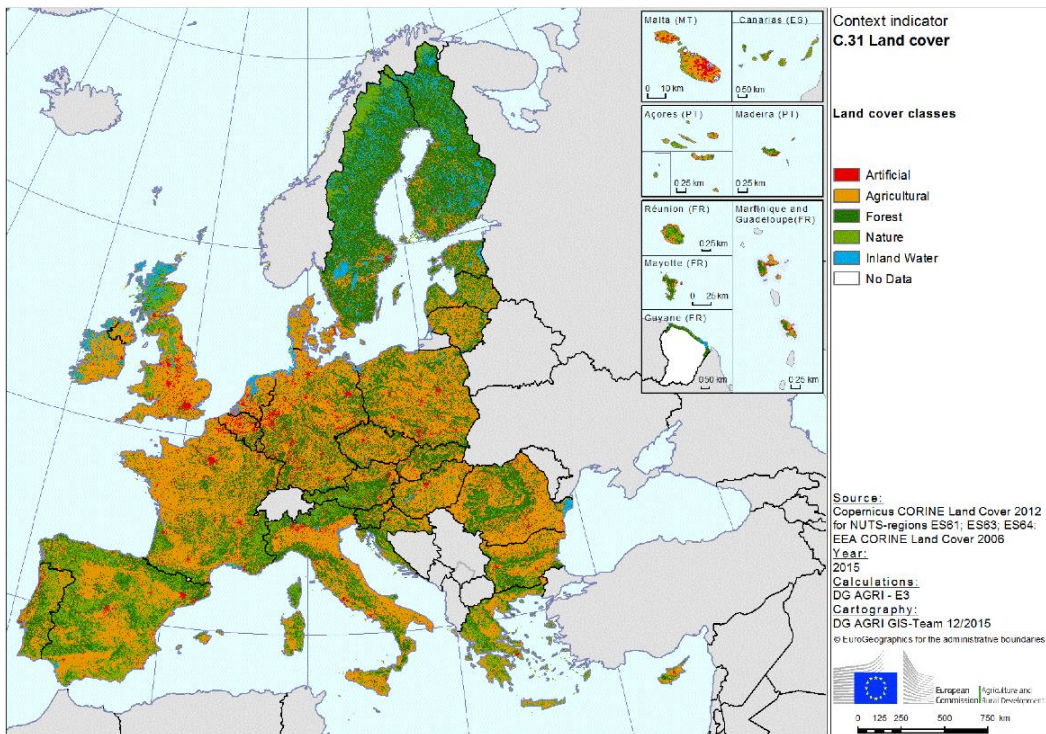 Context indicator
C.31 Land cover
Land cover classes
Artificial
Agricultural
Forest
Nature
Inland Water
No Data
Malta (MT)
0 10 km
Canarias (ES)
0 50 km
Açores (PT)
0 25 km
Madeira (PT)
0 25 km
Réunion (FR)
0 25 km
Martinique and
Guadeloupe(FR)
Mayotte (FR)
0 25 km
Guyane (FR)
0 50 km
0 25 km
Source:
Copernicus CORINE Land Cover 2012
for NUTS-regions ES61; ES63; ES64:
EEA CORINE Land Cover 2006
Year:
2015
Calculations:
DG AGRI - E3
Cartography:
DG AGRI GIS-Team 12/2015
© EuroGeographics for the administrative boundaries
European
Commission
Agriculture and
Rural Development
0 125 250 500 750 km